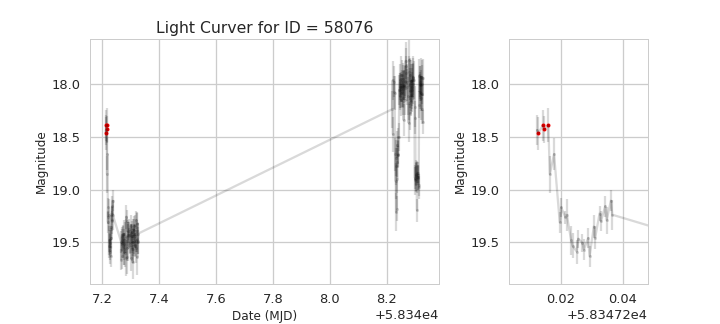 Light Curver for ID = 58076
18.0
18.5
19.0
19.5
Magnitude
7.2 7.4 7.6 7.8 8.0 8.2
Date (MJD)
+5.834e4
18.0
18.5
19.0
19.5
Magnitude
0.02 0.04
+5.83472e4